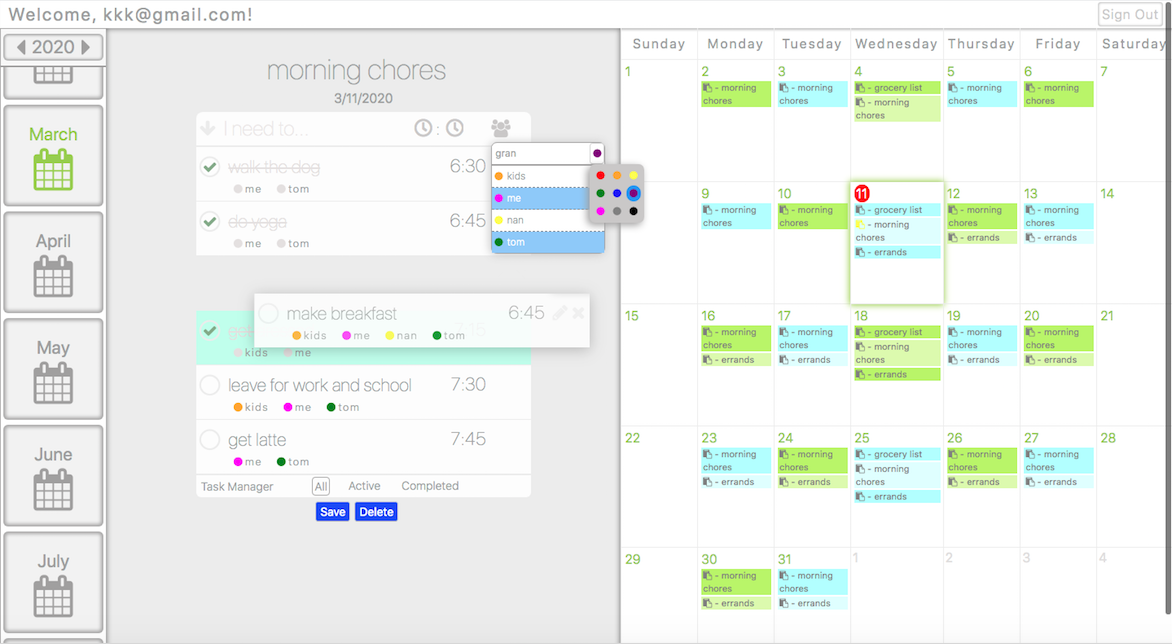 Welcome, kkk@gmail.com!
Sign Out
2020
March
April
May
June
July
morning chores
3/11/2020
I need to...
:
walk the dog
6:30
me
tom
do yoga
6:45
me
tom
gran
kids
me
nan
tom
make breakfast
6:45
kids
me
nan
tom
kids
me
leave for work and school
7:30
kids
me
tom
get latte
7:45
me
tom
Task Manager
All
Active
Completed
Save
Delete
Sunday
Monday
Tuesday
Wednesday
Thursday
Friday
Saturday
1
2
- morning
chores
3
- morning
chores
4
- grocery list
- morning
chores
5
- morning
chores
6
- morning
chores
7
8
9
- morning
chores
10
- morning
chores
11
- grocery list
- morning
chores
- errands
12
- morning
chores
- errands
13
- morning
chores
- errands
14
15
16
- morning
chores
- errands
17
- morning
chores
- errands
18
- grocery list
- morning
chores
- errands
19
- morning
chores
- errands
20
- morning
chores
- errands
21
22
23
- morning
chores
- errands
24
- morning
chores
- errands
25
- grocery list
- morning
chores
- errands
26
- morning
chores
- errands
27
- morning
chores
- errands
28
29
30
- morning
chores
- errands
31
- morning
chores
- errands
1
2
3
4